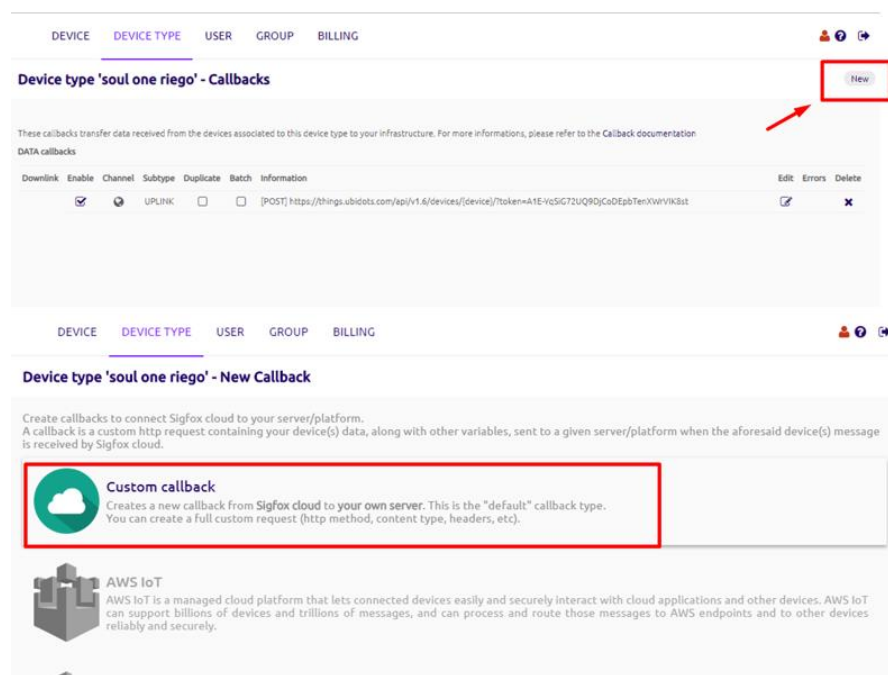 DEVICE DEVICE TYPE USER GROUP BILLING
Device type 'soul one riego' - Callbacks
New
These callbacks transfer data received from the devices associated to this device type to your infrastructure. For more informations, please refer to the Callback documentation
DATA callbacks
Downlink Enable Channel Subtype Duplicate Batch Information Edit Errors Delete
UPLINK [POST] https://things.ubidots.com/api/v1.6/devices/{device}/?token=
DEVICE DEVICE TYPE USER GROUP BILLING
Device type 'soul one riego' - New Callback
Create callbacks to connect Sigfox cloud to your server/platform.
A callback is a custom http request containing your device(s) data, along with other variables, sent to a given server/platform when the aforesaid device(s) message
is received by Sigfox cloud.
Custom callback
Creates a new callback from Sigfox cloud to your own server. This is the "default" callback type.
You can create a full custom request (http method, content type, headers, etc).
AWS IoT
AWS IoT is a managed cloud platform that lets connected devices easily and securely interact with cloud applications and other devices. AWS IoT
can support billions of devices and trillions of messages, and can process and route those messages to AWS endpoints and to other devices
reliably and securely.